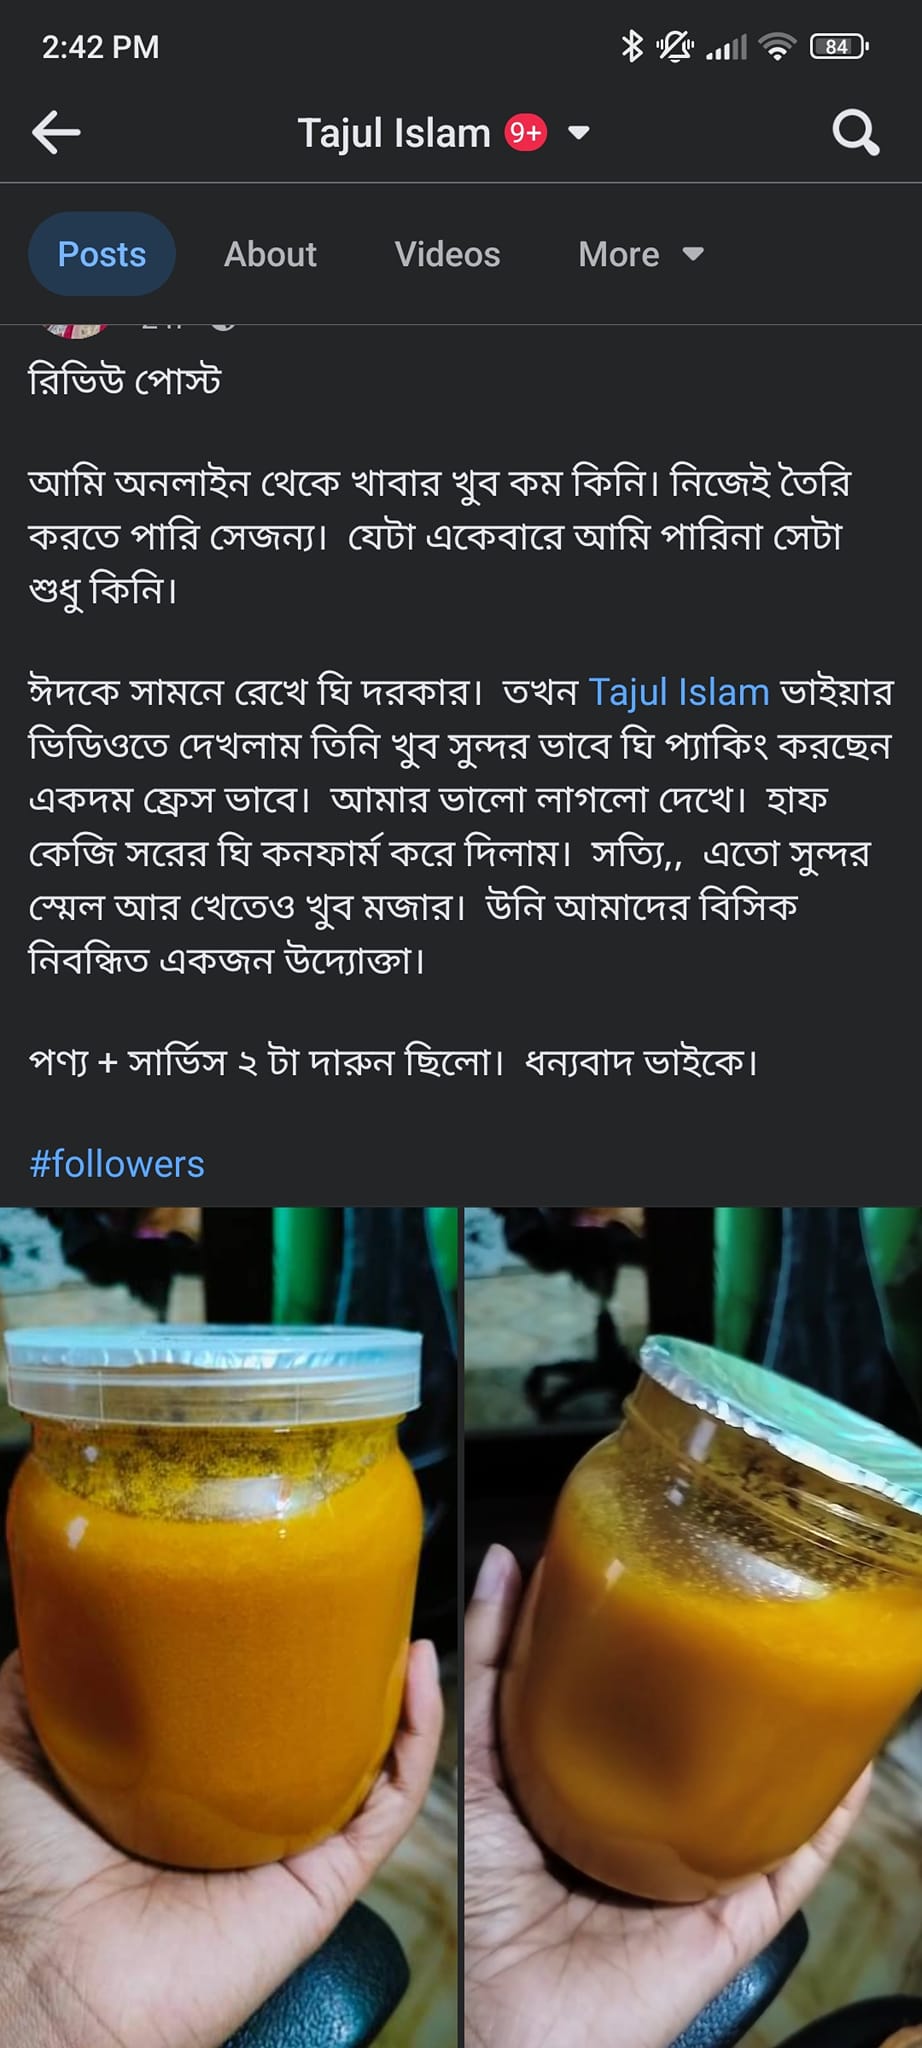 2:42 PM
84
Tajul Islam 9+
Posts About Videos More
রিভিউ পোস্ট
আমি অনলাইন থেকে খাবার খুব কম কিনি। নিজেই তৈরি
করতে পারি সেজন্য। যেটা একেবারে আমি পারিনা সেটা
শুধু কিনি।
ঈদকে সামনে রেখে ঘি দরকার। তখন Tajul Islam ভাইয়ার
ভিডিওতে দেখলাম তিনি খুব সুন্দর ভাবে ঘি প্যাকিং করছেন
একদম ফ্রেস ভাবে। আমার ভালো লাগলো দেখে। হাফ
কেজি সরের ঘি কনফার্ম করে দিলাম। সত্যি,, এতো সুন্দর
স্মেল আর খেতেও খুব মজার। উনি আমাদের বিসিক
নিবন্ধিত একজন উদ্যোক্তা।
পণ্য + সার্ভিস ২ টা দারুন ছিলো। ধন্যবাদ ভাইকে।
#followers